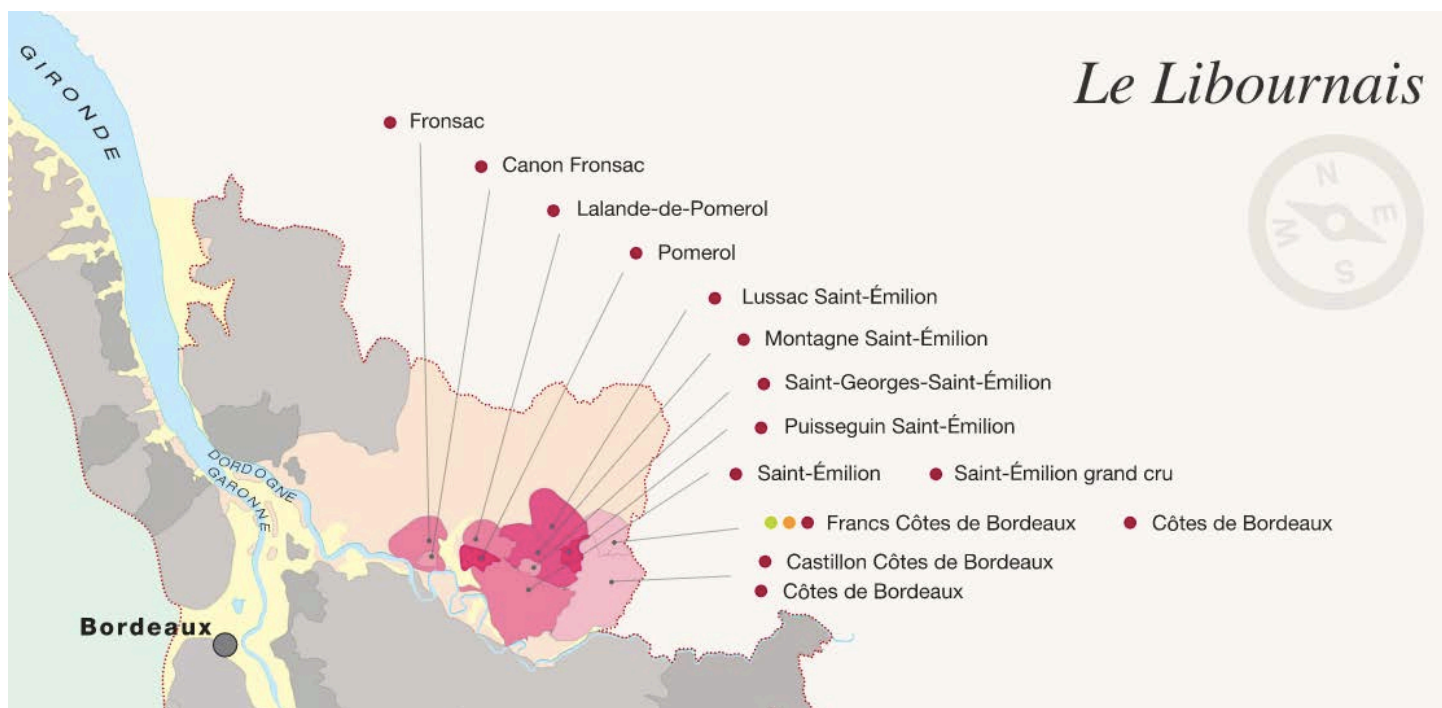 Le Libournais
GIRONDE
Fronsac
Canon Fronsac
Lalande-de-Pomerol
Pomerol
N
E
M
S
Lussac Saint-Émilion
Montagne Saint-Émilion
Saint-Georges-Saint-Émilion
Puisseguin Saint-Émilion
DORDOGNE
GARONNE
Saint-Émilion Saint-Émilion grand cru
Francs Côtes de Bordeaux Côtes de Bordeaux
Castillon Côtes de Bordeaux
Côtes de Bordeaux
Bordeaux